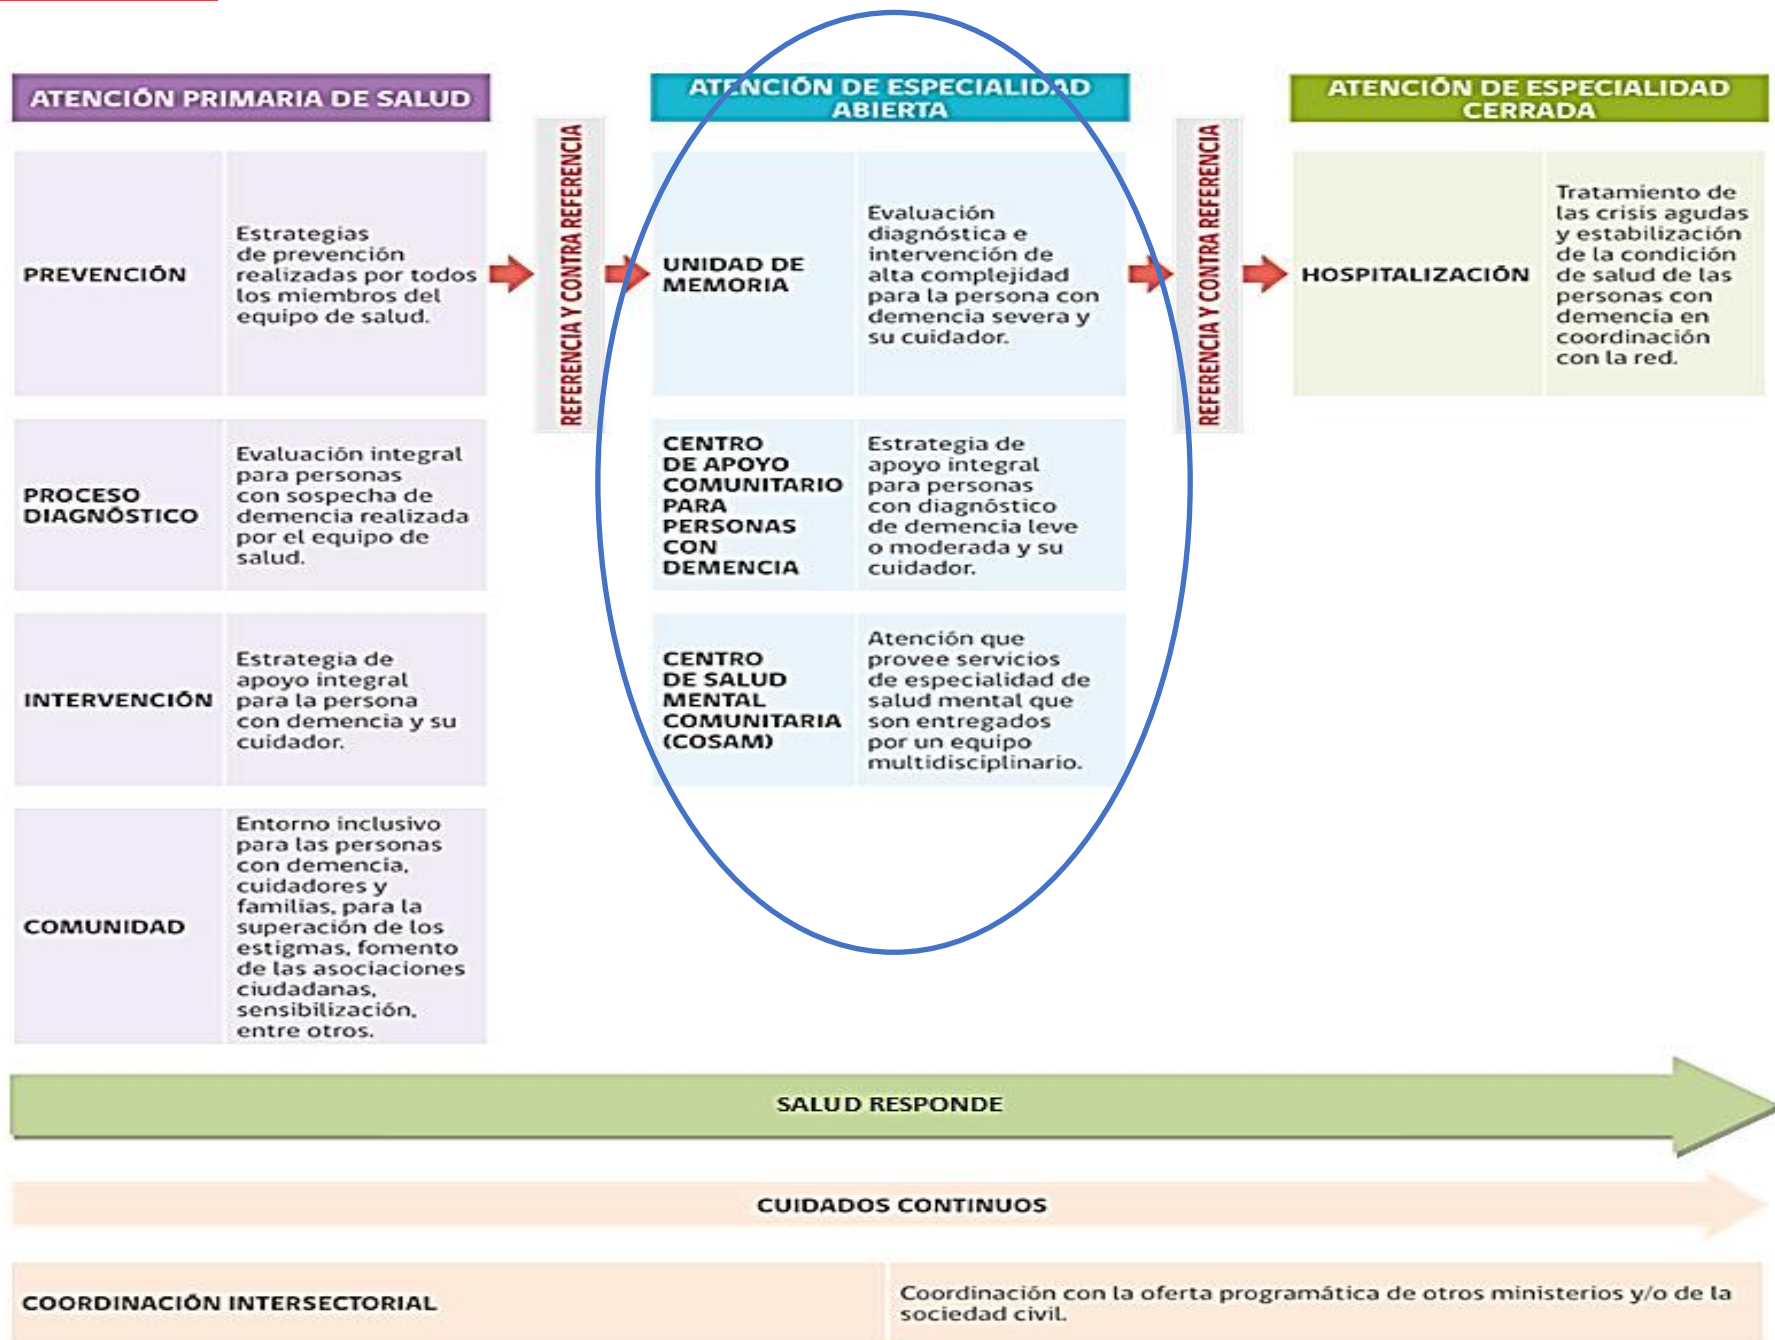 ATENCIÓN PRIMARIA DE SALUD
PREVENCIÓN
Estrategias
de prevención
realizadas por todos
los miembros del
equipo de salud.
PROCESO
DIAGNÓSTICO
Evaluación integral
para personas
con sospecha de
demencia realizada
por el equipo de
salud.
INTERVENCIÓN
Estrategia de
apoyo integral
para la persona
con demencia y su
cuidador.
COMUNIDAD
Entorno inclusivo
para las personas
con demencia,
cuidadores y
familias, para la
superación de los
estigmas, fomento
de las asociaciones
ciudadanas,
sensibilización,
entre otros.
REFERENCIA Y CONTRA REFERENCIA
ATENCIÓN DE ESPECIALIDAD
ABIERTA
UNIDAD DE
MEMORIA
Evaluación
diagnóstica e
intervención de
alta complejidad
para la persona con
demencia severa y
su cuidador.
CENTRO
DE APOYO
COMUNITARIO
PARA
PERSONAS
CON
DEMENCIA
Estrategia de
apoyo integral
para personas
con diagnóstico
de demencia leve
o moderada y su
cuidador.
CENTRO
DE SALUD
MENTAL
COMUNITARIA
(COSAM)
Atención que
provee servicios
de especialidad de
salud mental que
son entregados
por un equipo
multidisciplinario.
REFERENCIA Y CONTRA REFERENCIA
ATENCIÓN DE ESPECIALIDAD
CERRADA
HOSPITALIZACIÓN
Tratamiento de
las crisis agudas
y estabilización
de la condición
de salud de las
personas con
demencia en
coordinación
con la red.
SALUD RESPONDE
CUIDADOS CONTINUOS
COORDINACIÓN INTERSECTORIAL
Coordinación con la oferta programática de otros ministerios y/o de la
sociedad civil.